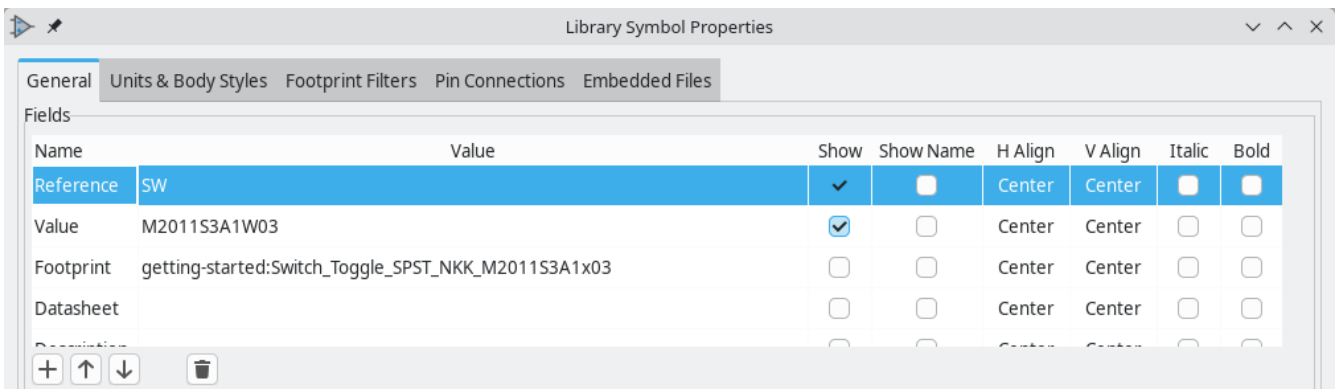 Library Symbol Properties
General Units & Body Styles Footprint Filters Pin Connections Embedded Files
Fields
Name Value Show Show Name H Align V Align Italic Bold
Reference SW Center Center
Value M2011S3A1W03 Center Center
Footprint getting-started:Switch_Toggle_SPST_NKK_M2011S3A1x03 Center Center
Datasheet Center Center